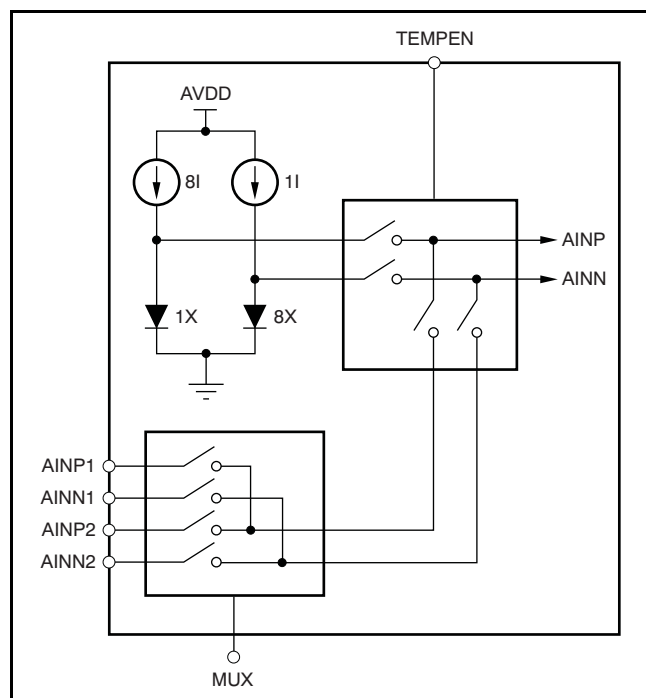 TEMPEN
AVDD
8I
1I
AINP
AINN
1X
8X
AINP1
AINN1
AINP2
AINN2
MUX